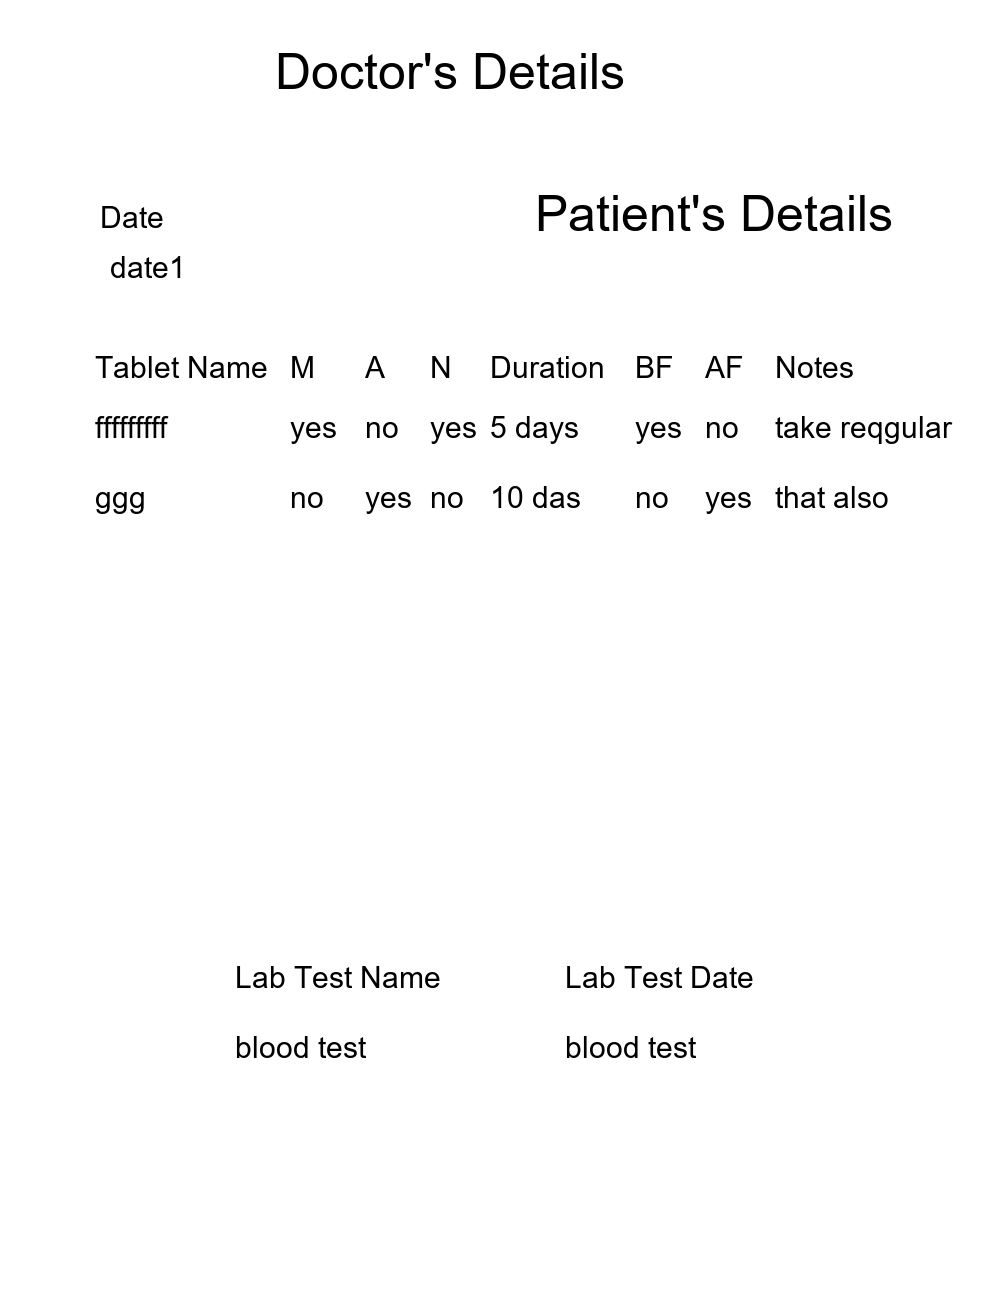 Doctor's Details
Patient's Details
Date
date1
Tablet Name M A N Duration BF AF Notes
fffffffff yes no yes 5 days yes no take reqgular
ggg no yes no 10 das no yes that also
Lab Test Name Lab Test Date
blood test blood test